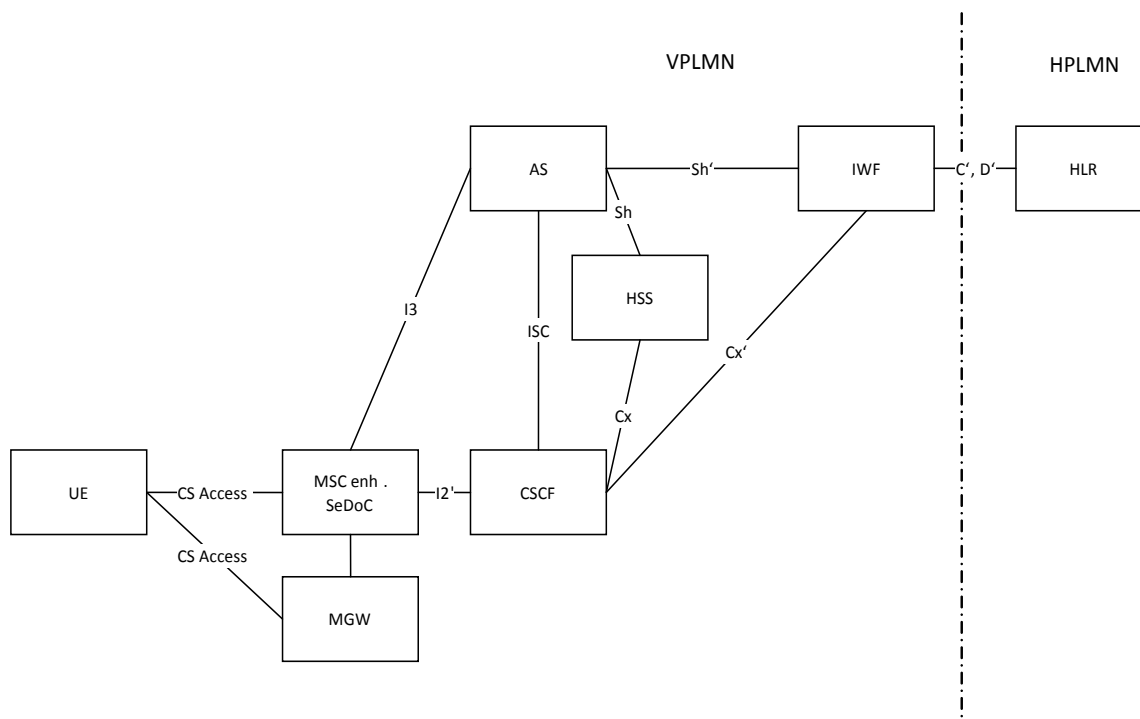 VPLMN
HPLMN
AS
Sh‘
IWF
C‘, D‘
HLR
Sh
HSS
I3
ISC
Cx‘
Cx
UE
CS Access
MSC enh .
SeDoC
I2'
CSCF
CS Access
MGW